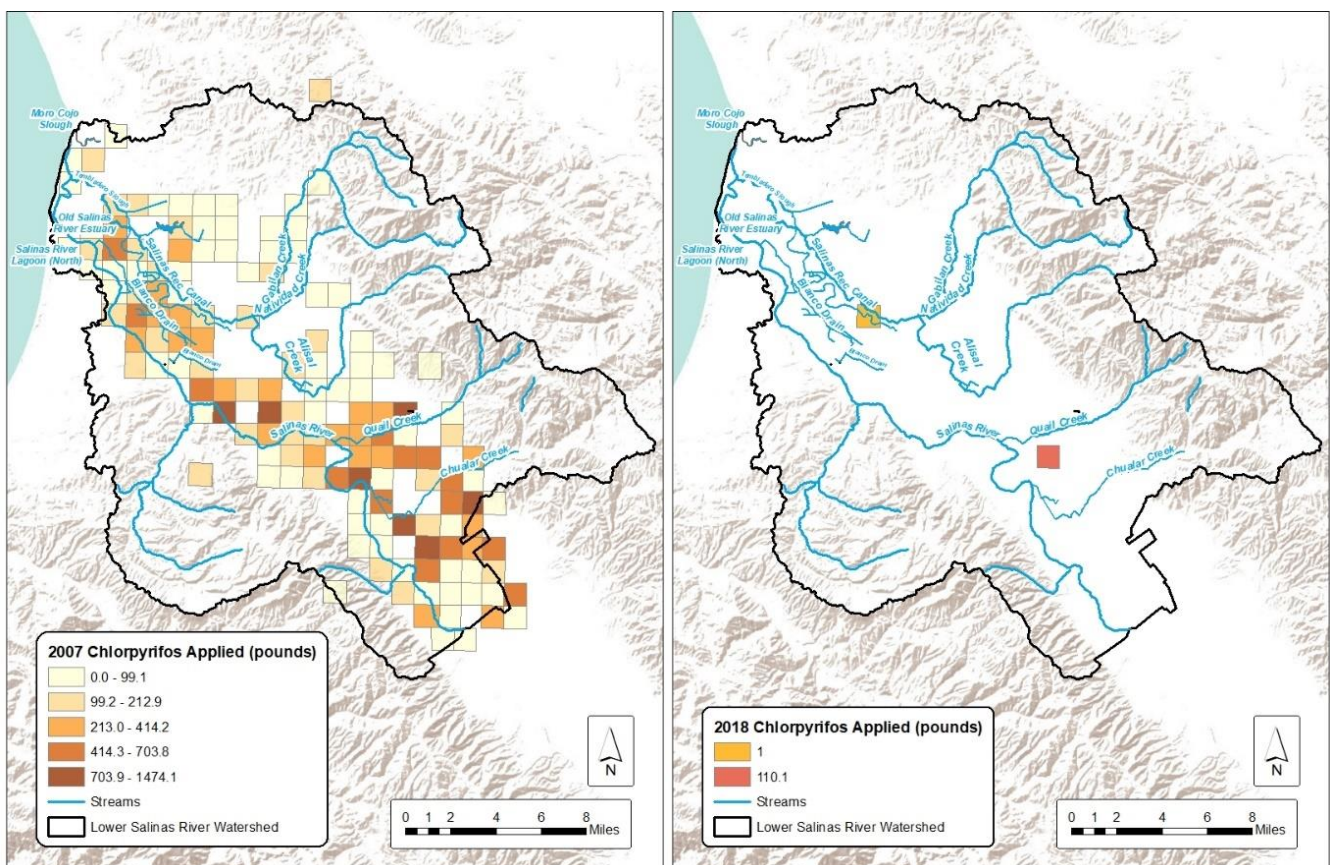 Moro Cojo
Slough
Tembladero Slough
Old Salinas
River Estuary
Salinas River
Lagoon (North)
Salinas Rec Canal
Blanco Drain
Blanco Drain
N Gabilan Creek
Natividad Creek
Alisal
Creek
Salinas River
Quail Creek
Chualar Creek
2007 Chlorpyrifos Applied (pounds)
0.0 - 99.1
99.2 - 212.9
213.0 - 414.2
414.3 - 703.8
703.9 - 1474.1
Streams
Lower Salinas River Watershed
N
0 1 2 4 6 8
Miles
Moro Cojo
Slough
Tembladero Slough
Old Salinas
River Estuary
Salinas River
Lagoon (North)
Salinas Rec Canal
Blanco Drain
Blanco Drain
N Gabilan Creek
Natividad Creek
Alisal
Creek
Salinas River
Quail Creek
Chualar Creek
2018 Chlorpyrifos Applied (pounds)
1
110.1
Streams
Lower Salinas River Watershed
N
0 1 2 4 6 8
Miles